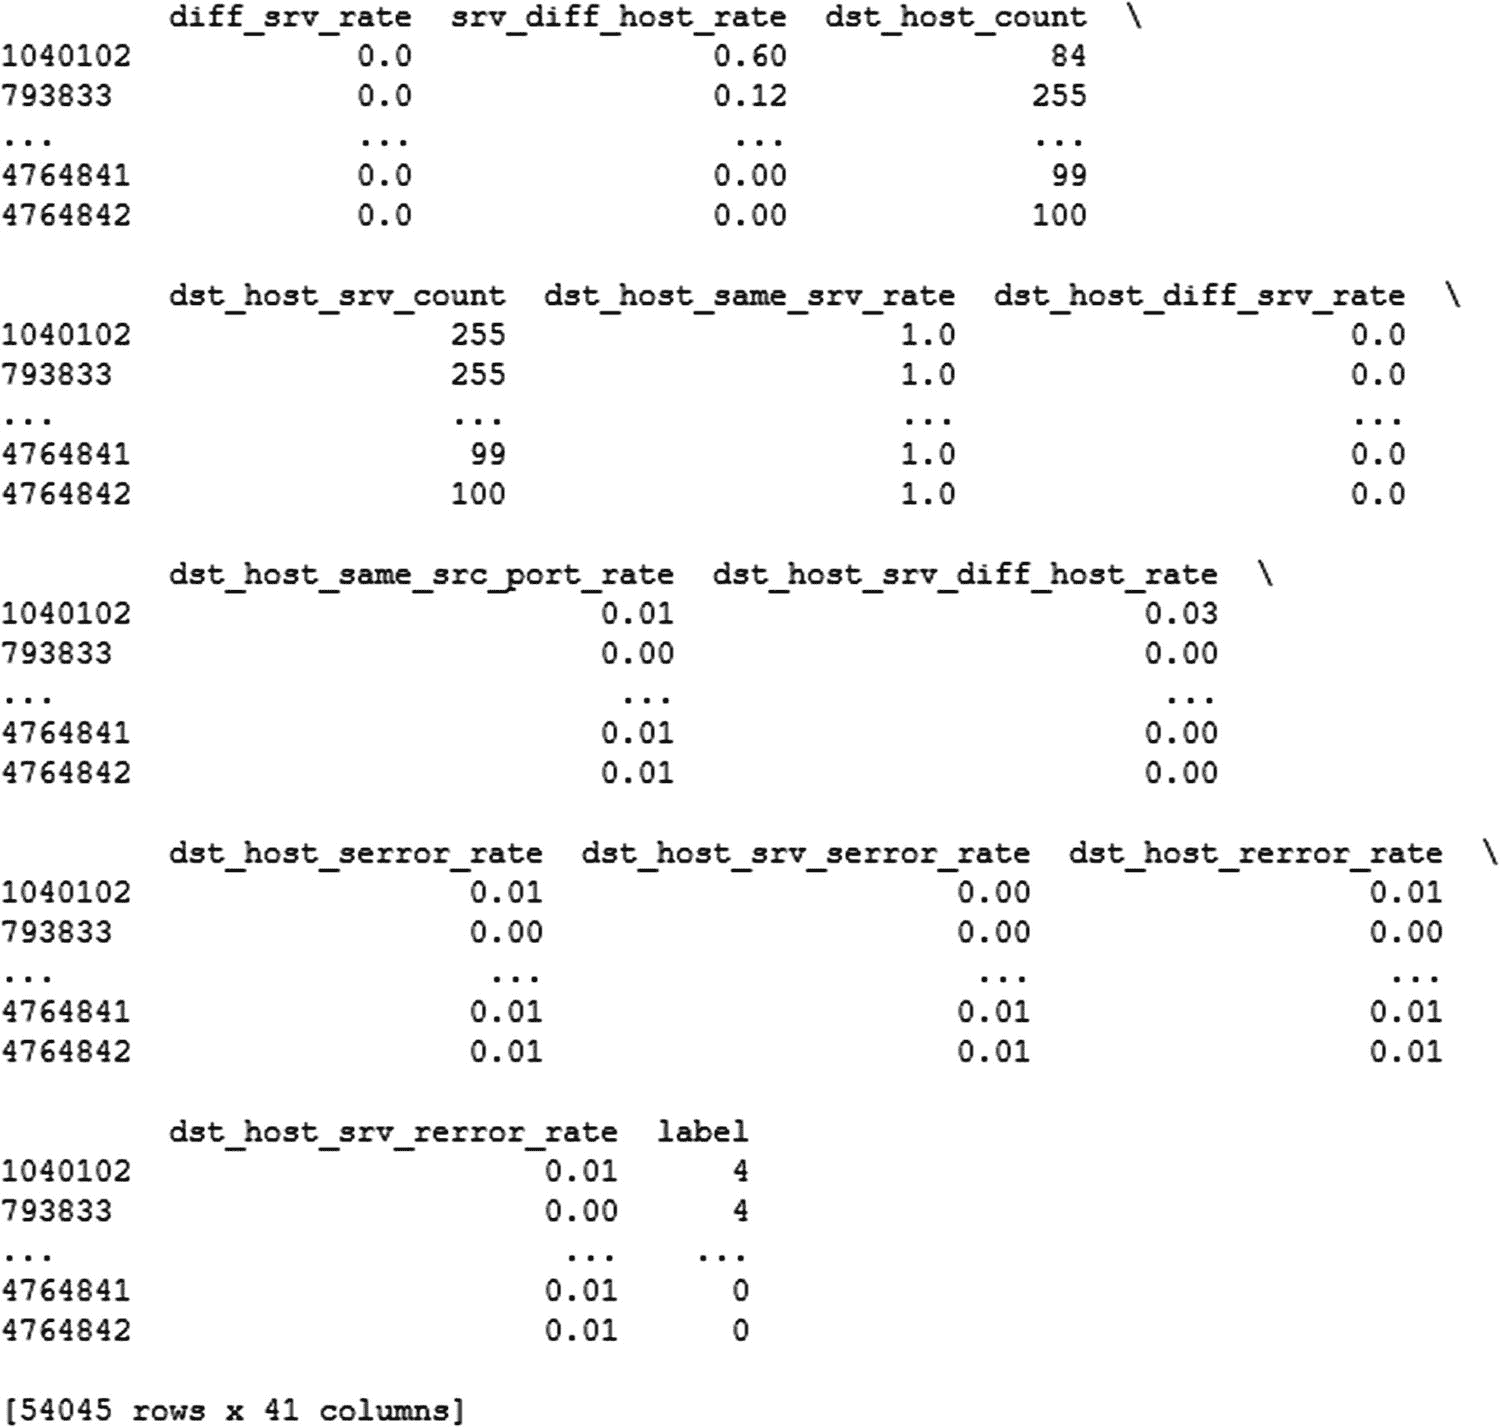 diff_srv_rate srv_diff_host_rate dst_host_count \
1040102 0.0 0.60 84
793833 0.0 0.12 255
... ... ... ...
4764841 0.0 0.00 99
4764842 0.0 0.00 100
dst_host_srv_count dst_host_same_srv_rate dst_host_diff_srv_rate \
1040102 255 1.0 0.0
793833 255 1.0 0.0
... ... ... ...
4764841 99 1.0 0.0
4764842 100 1.0 0.0
dst_host_same_src_port_rate dst_host_srv_diff_host_rate \
1040102 0.01 0.03
793833 0.00 0.00
... ... ...
4764841 0.01 0.00
4764842 0.01 0.00
dst_host_serror_rate dst_host_srv_serror_rate dst_host_rerror_rate \
1040102 0.01 0.00 0.01
793833 0.00 0.00 0.00
... ... ... ...
4764841 0.01 0.01 0.01
4764842 0.01 0.01 0.01
dst_host_srv_rerror_rate label
1040102 0.01 4
793833 0.00 4
... ... ...
4764841 0.01 0
4764842 0.01 0
[54045 rows x 41 columns]